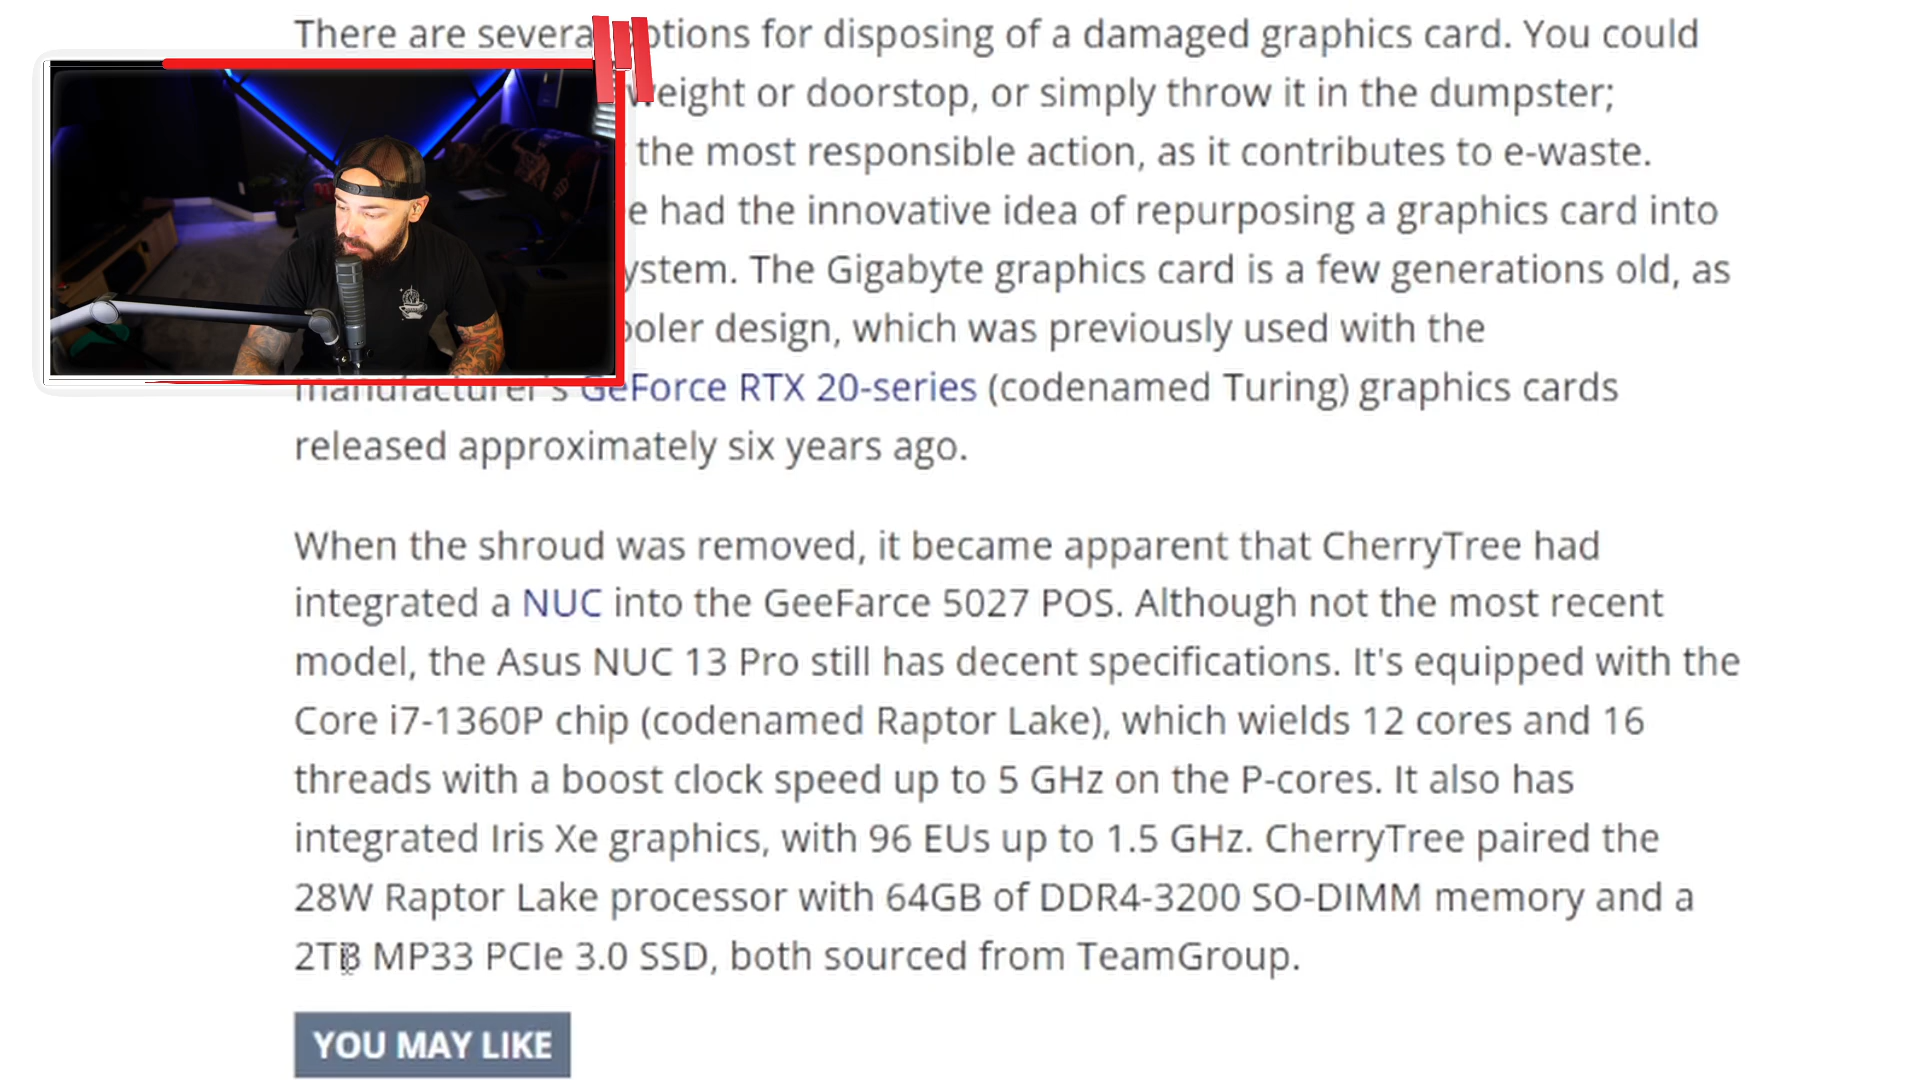 There are several options for disposing of a damaged graphics card. You could
weight or doorstop, or simply throw it in the dumpster;
the most responsible action, as it contributes to e-waste.
had the innovative idea of repurposing a graphics card into
The Gigabyte graphics card is a few generations old, as
design, which was previously used with the
manufacturer's GeForce RTX 20-series (codenamed Turing) graphics cards
released approximately six years ago.
When the shroud was removed, it became apparent that CherryTree had
integrated a NUC into the GeeFarce 5027 POS. Although not the most recent
model, the Asus NUC 13 Pro still has decent specifications. It's equipped with the
Core i7-1360P chip (codenamed Raptor Lake), which wields 12 cores and 16
threads with a boost clock speed up to 5 GHz on the P-cores. It also has
integrated Iris Xe graphics, with 96 EUs up to 1.5 GHz. CherryTree paired the
28W Raptor Lake processor with 64GB of DDR4-3200 SO-DIMM memory and a
2TB MP33 PCIe 3.0 SSD, both sourced from TeamGroup.
YOU MAY LIKE